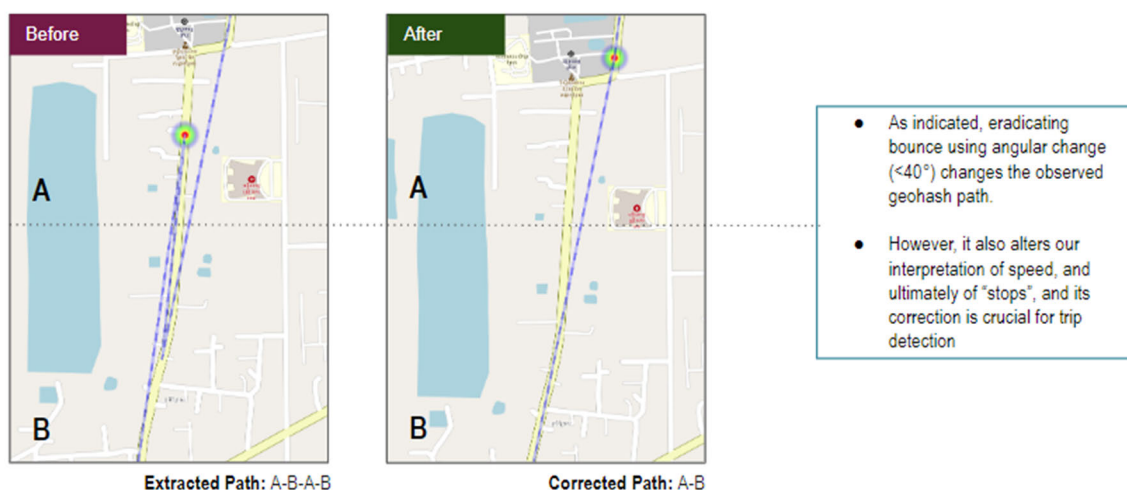 Before
After
A
B
A
B
● As indicated, eradicating
bounce using angular change
(<40°) changes the observed
geohash path.
● However, it also alters our
interpretation of speed, and
ultimately of “stops”, and its
correction is crucial for trip
detection
Extracted Path: A-B-A-B
Corrected Path: A-B